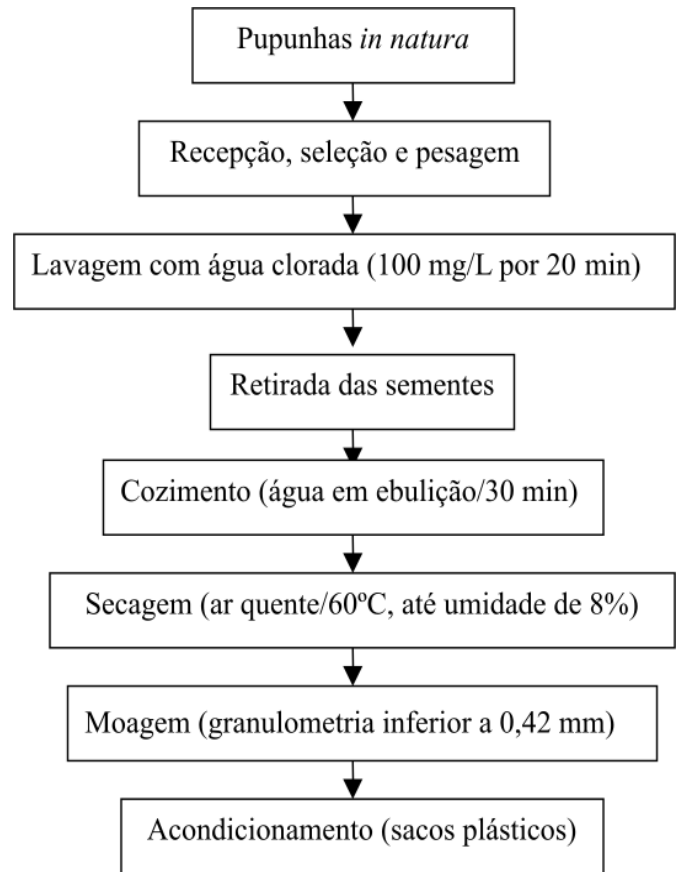 Pupunhas in natura
Recepção, seleção e pesagem
Lavagem com água clorada (100 mg/L por 20 min)
Retirada das sementes
Cozimento (água em ebulição/30 min)
Secagem (ar quente/60ºC, até umidade de 8%)
Moagem (granulometria inferior a 0,42 mm)
Acondicionamento (sacos plásticos)